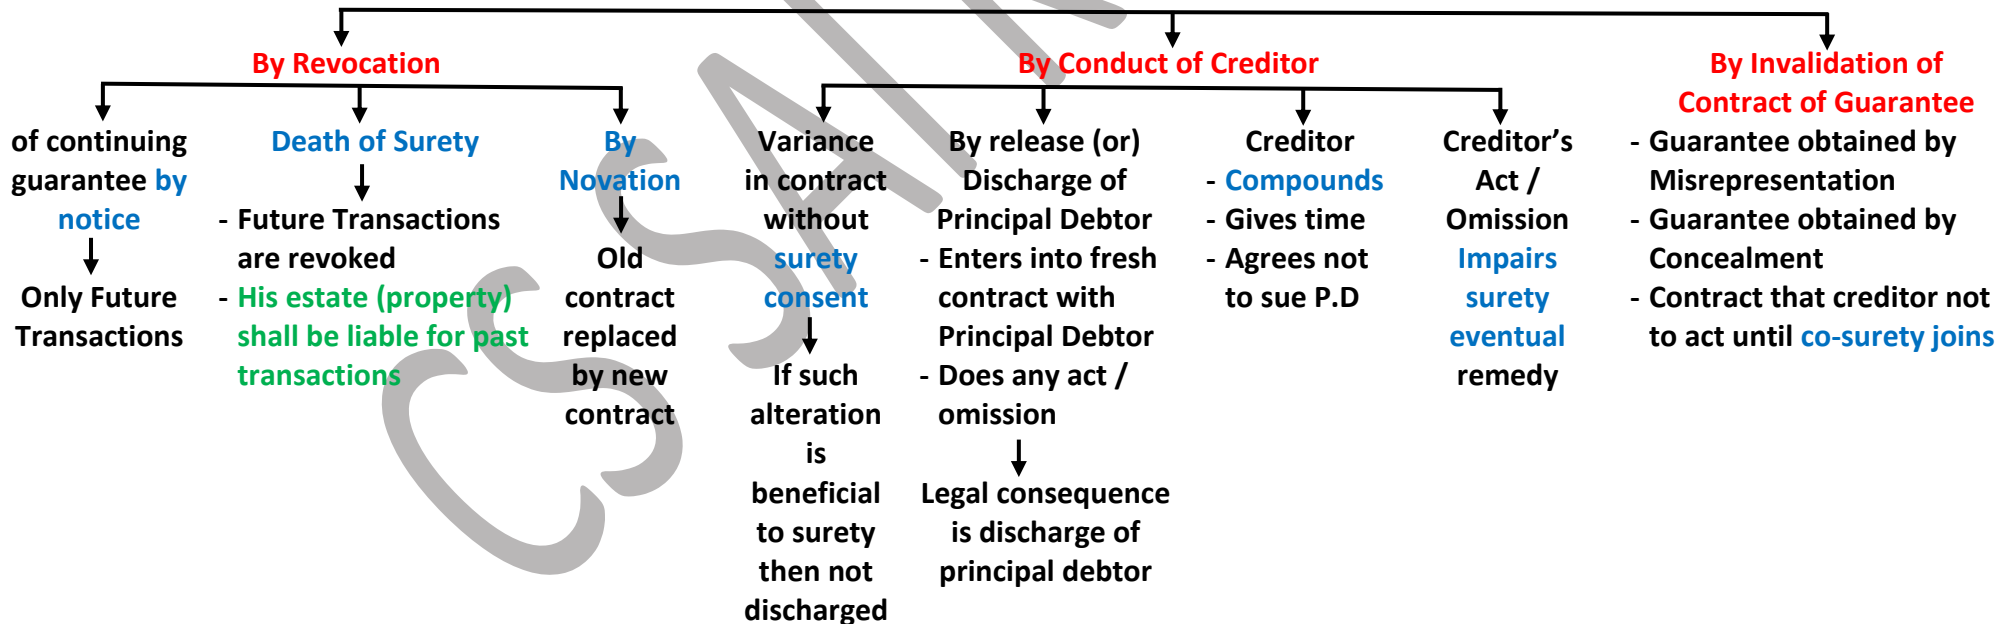 By Revocation
of continuing
guarantee by
notice
Only Future
Transactions
Death of Surety
- Future Transactions
are revoked
- His estate (property)
shall be liable for past
transactions
By
Novation
Old
contract
replaced
by new
contract
By Conduct of Creditor
Variance
in contract
without
surety
consent
If such
alteration
is
beneficial
to surety
then not
discharged
By release (or)
Discharge of
Principal Debtor
- Enters into fresh
contract with
Principal Debtor
- Does any act /
omission
Legal consequence
is discharge of
principal debtor
Creditor
- Compounds
- Gives time
- Agrees not
to sue P.D
Creditor’s
Act /
Omission
Impairs
surety
eventual
remedy
By Invalidation of
Contract of Guarantee
- Guarantee obtained by
Misrepresentation
- Guarantee obtained by
Concealment
- Contract that creditor not
to act until co-surety joins